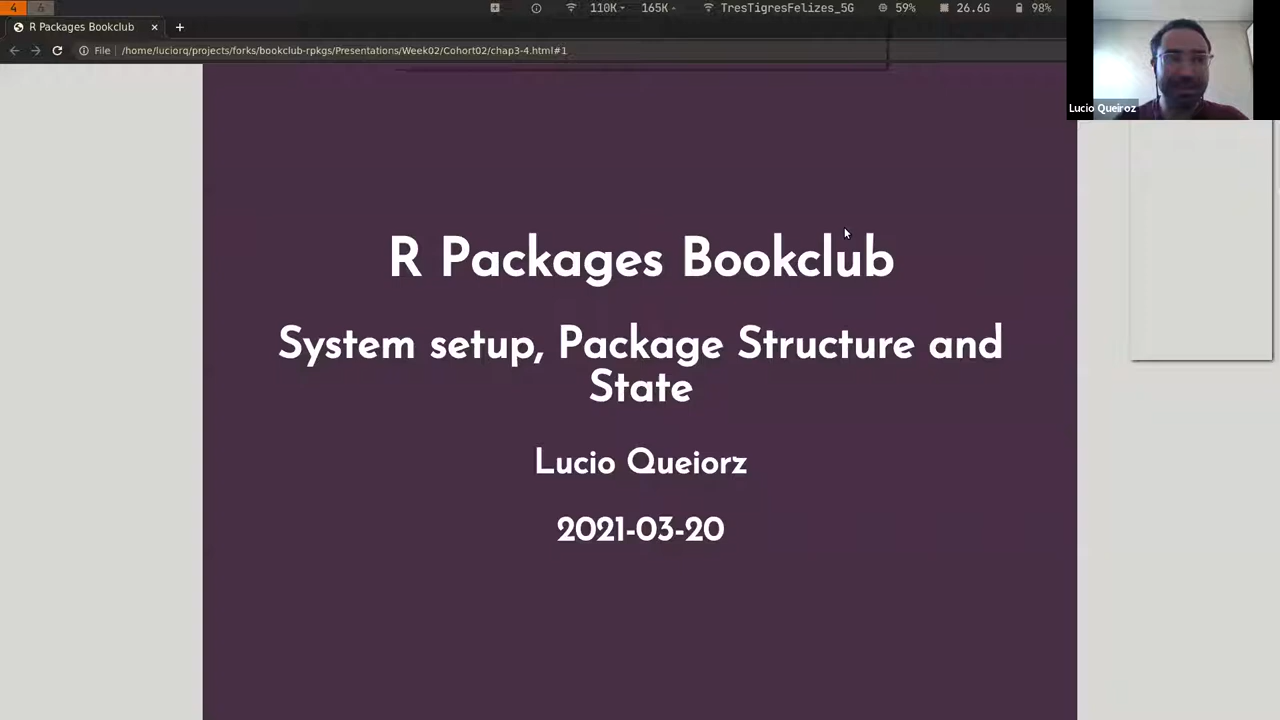 4
110K
165K
TresTigresFelizes_5G
59%
26.6G
98%
R Packages Bookclub
File
/home/luciorq/projects/forks/bookclub-rpkgs/Presentations/Week02/Cohort02/chap3-4.html#1
Lucio Queiroz
R Packages Bookclub
System setup, Package Structure and
State
Lucio Queiorz
2021-03-20